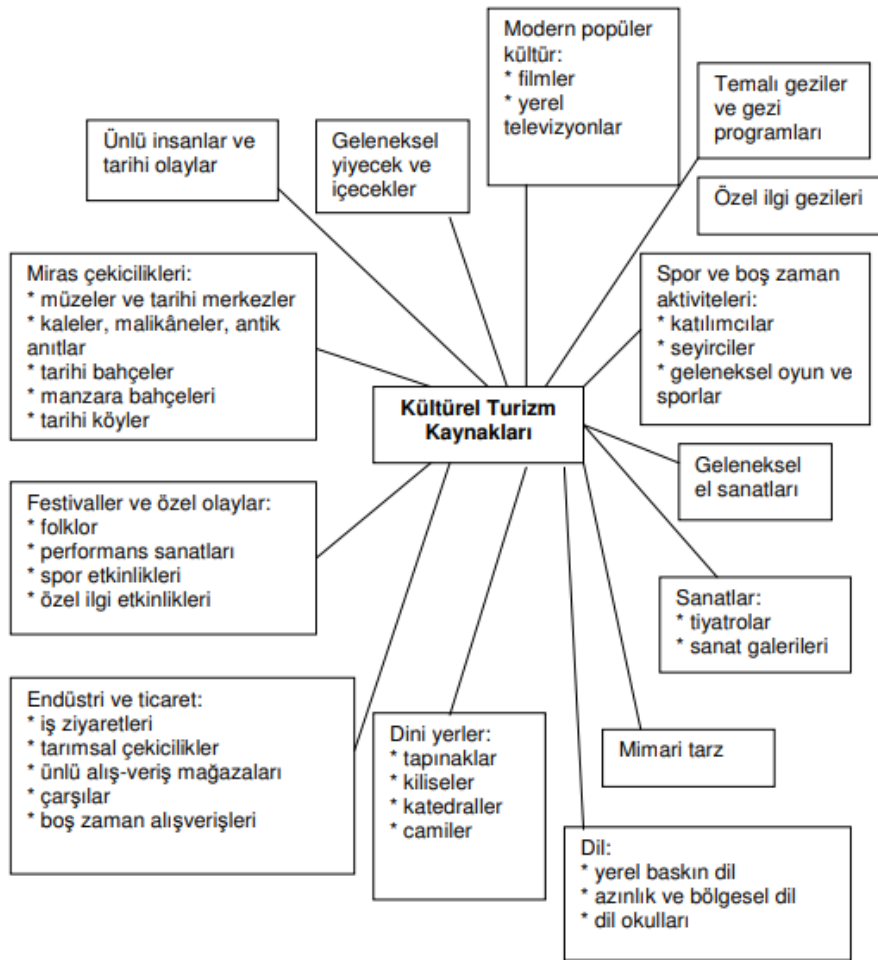 Modern popüler
kültür:
* filmler
* yerel
televizyonlar
Temalı geziler
ve gezi
programları
Ünlü insanlar ve
tarihi olaylar
Geleneksel
yiyecek ve
içecekler
Özel ilgi gezileri
Miras çekicilikleri:
* müzeler ve tarihi merkezler
* kaleler, malikâneler, antik
anıtlar
* tarihi bahçeler
* manzara bahçeleri
* tarihi köyler
Spor ve boş zaman
aktiviteleri:
* katılımcılar
* seyirciler
* geleneksel oyun ve
sporlar
Kültürel Turizm
Kaynakları
Geleneksel
el sanatları
Festivaller ve özel olaylar:
* folklor
* performans sanatları
* spor etkinlikleri
* özel ilgi etkinlikleri
Sanatlar:
* tiyatrolar
* sanat galerileri
Endüstri ve ticaret:
* iş ziyaretleri
* tarımsal çekicilikler
* ünlü alış-veriş mağazaları
* çarşılar
* boş zaman alışverişleri
Dini yerler:
* tapınaklar
* kiliseler
* katedraller
* camiler
Mimari tarz
Dil:
* yerel baskın dil
* azınlık ve bölgesel dil
* dil okulları